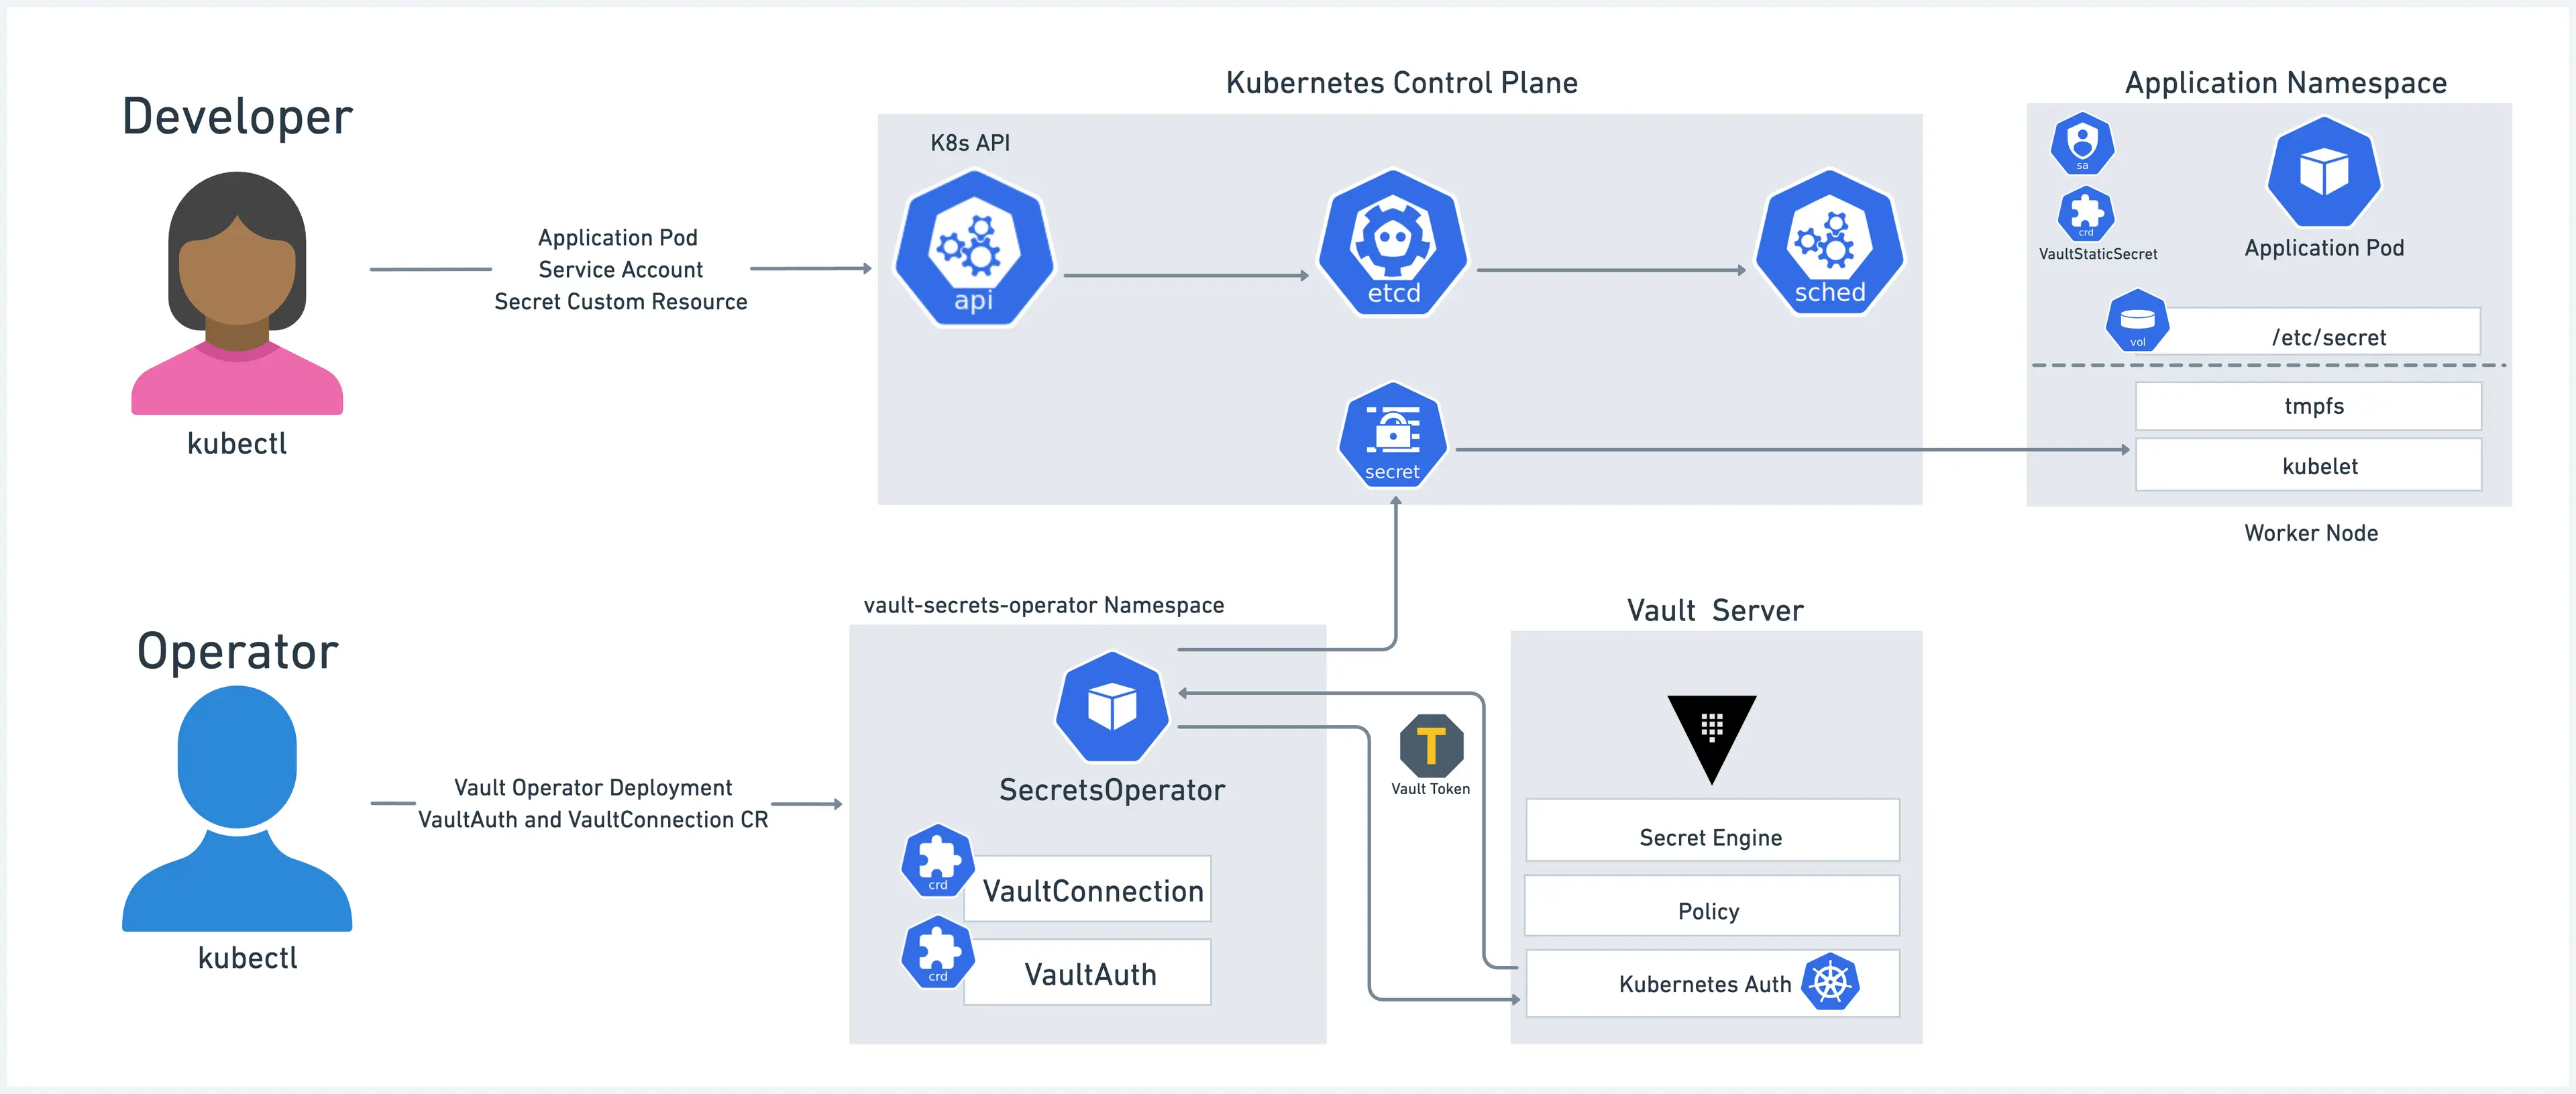 Developer
kubectl
Application Pod
Service Account
Secret Custom Resource
Kubernetes Control Plane
K8s API
api
etcd
sched
secret
Application Namespace
sa
crd
VaultStaticSecret
Application Pod
vol
/etc/secret
tmpfs
kubelet
Worker Node
Operator
kubectl
Vault Operator Deployment
VaultAuth and VaultConnection CR
vault-secrets-operator Namespace
SecretsOperator
crd
VaultConnection
crd
VaultAuth
T
Vault Token
Vault Server
Secret Engine
Policy
Kubernetes Auth